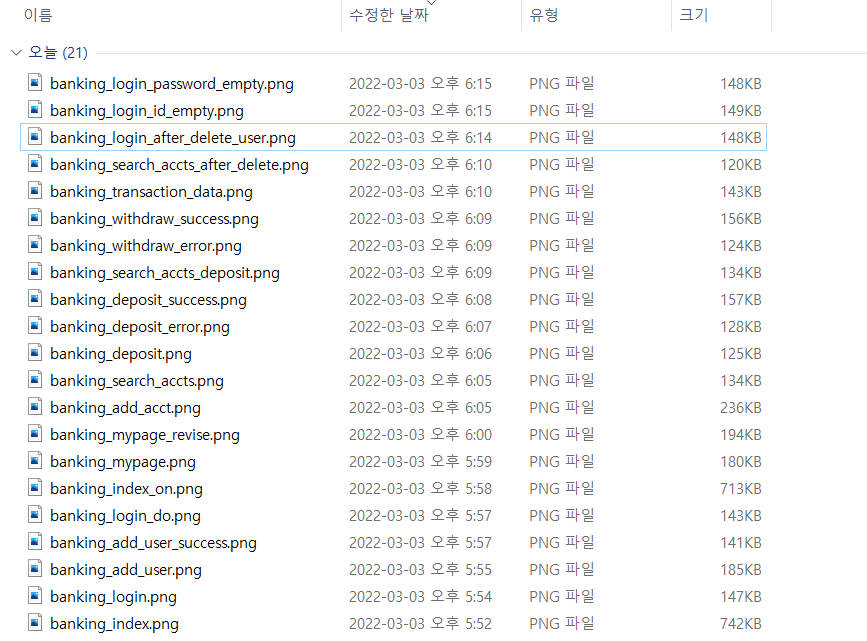 이름 수정한 날짜 유형 크기
오늘 (21)
banking_login_password_empty.png 2022-03-03 오후 6:15 PNG 파일 148KB
banking_login_id_empty.png 2022-03-03 오후 6:15 PNG 파일 149KB
banking_login_after_delete_user.png 2022-03-03 오후 6:14 PNG 파일 148KB
banking_search_accts_after_delete.png 2022-03-03 오후 6:10 PNG 파일 120KB
banking_transaction_data.png 2022-03-03 오후 6:10 PNG 파일 143KB
banking_withdraw_success.png 2022-03-03 오후 6:09 PNG 파일 156KB
banking_withdraw_error.png 2022-03-03 오후 6:09 PNG 파일 124KB
banking_search_accts_deposit.png 2022-03-03 오후 6:09 PNG 파일 134KB
banking_deposit_success.png 2022-03-03 오후 6:08 PNG 파일 157KB
banking_deposit_error.png 2022-03-03 오후 6:07 PNG 파일 128KB
banking_deposit.png 2022-03-03 오후 6:06 PNG 파일 125KB
banking_search_accts.png 2022-03-03 오후 6:05 PNG 파일 134KB
banking_add_acct.png 2022-03-03 오후 6:05 PNG 파일 236KB
banking_mypage_revise.png 2022-03-03 오후 6:00 PNG 파일 194KB
banking_mypage.png 2022-03-03 오후 5:59 PNG 파일 180KB
banking_index_on.png 2022-03-03 오후 5:58 PNG 파일 713KB
banking_login_do.png 2022-03-03 오후 5:57 PNG 파일 143KB
banking_add_user_success.png 2022-03-03 오후 5:57 PNG 파일 141KB
banking_add_user.png 2022-03-03 오후 5:55 PNG 파일 185KB
banking_login.png 2022-03-03 오후 5:54 PNG 파일 147KB
banking_index.png 2022-03-03 오후 5:52 PNG 파일 742KB